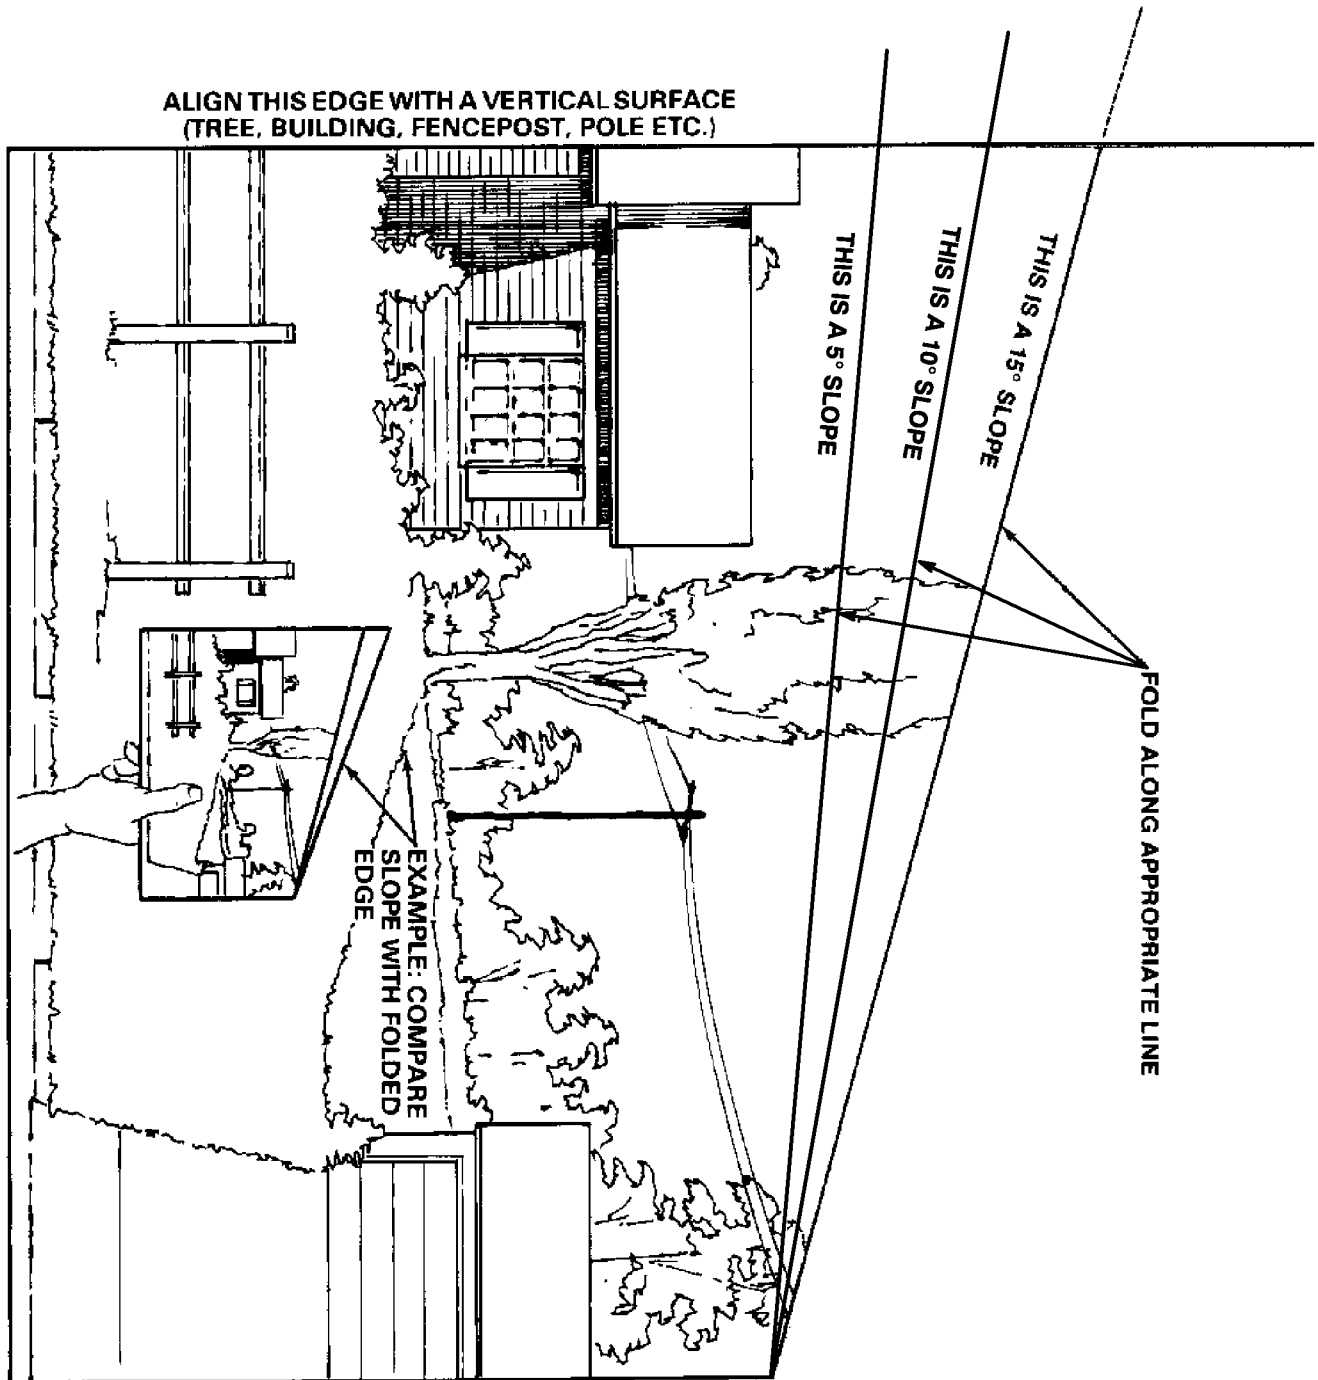 ALIGN THIS EDGE WITH A VERTICAL SURFACE
(TREE, BUILDING, FENCEPOST, POLE ETC.)
THIS IS A 5° SLOPE
THIS IS A 10° SLOPE
THIS IS A 15° SLOPE
FOLD ALONG APPROPRIATE LINE
EXAMPLE: COMPARE
SLOPE WITH FOLDED
EDGE